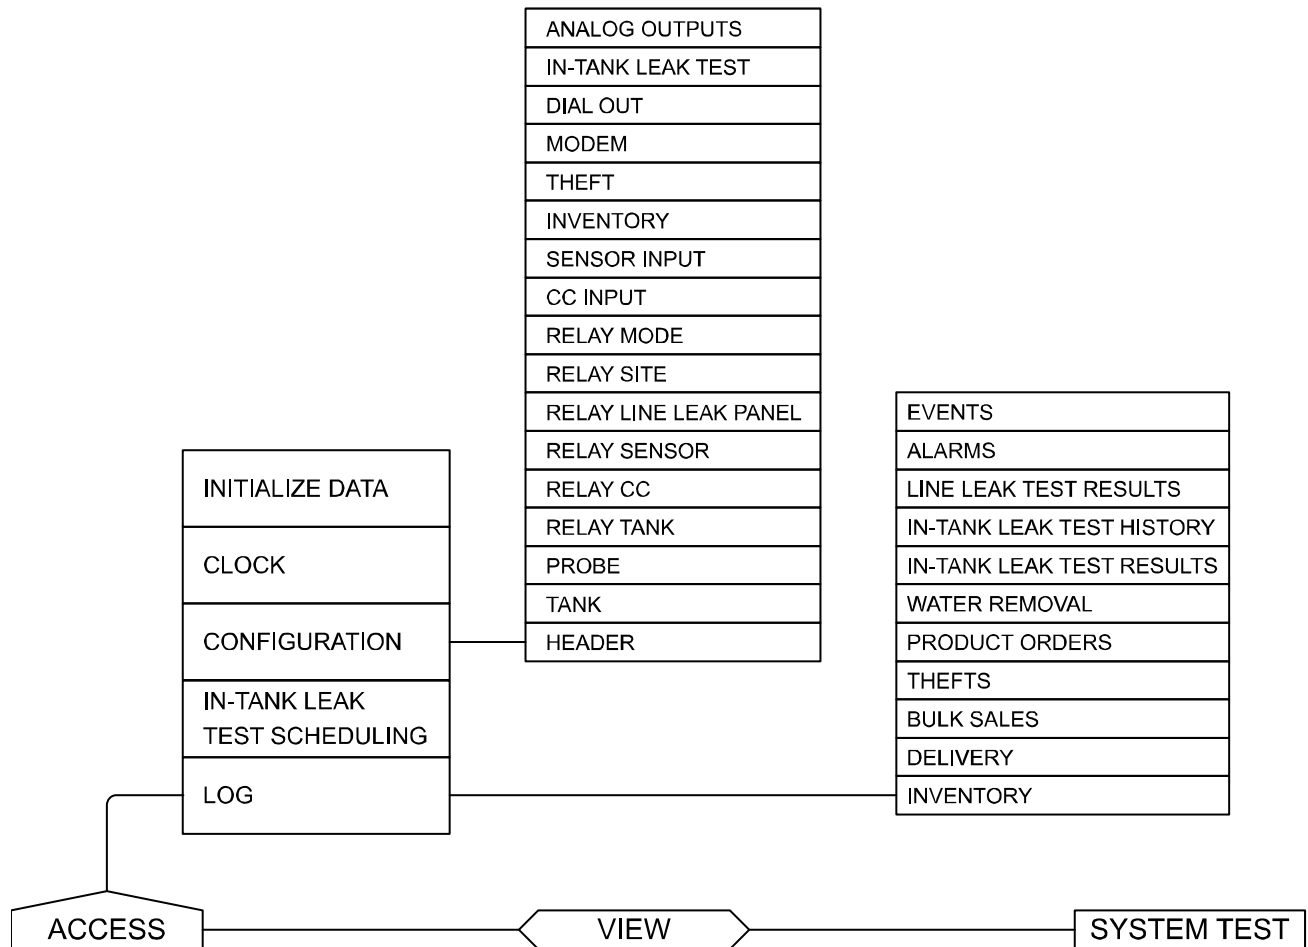 ANALOG OUTPUTS
IN-TANK LEAK TEST
DIAL OUT
MODEM
THEFT
INVENTORY
SENSOR INPUT
CC INPUT
RELAY MODE
RELAY SITE
RELAY LINE LEAK PANEL
RELAY SENSOR
RELAY CC
RELAY TANK
PROBE
TANK
HEADER
INITIALIZE DATA
CLOCK
CONFIGURATION
IN-TANK LEAK
TEST SCHEDULING
LOG
EVENTS
ALARMS
LINE LEAK TEST RESULTS
IN-TANK LEAK TEST HISTORY
IN-TANK LEAK TEST RESULTS
WATER REMOVAL
PRODUCT ORDERS
THEFTS
BULK SALES
DELIVERY
INVENTORY
ACCESS
VIEW
SYSTEM TEST